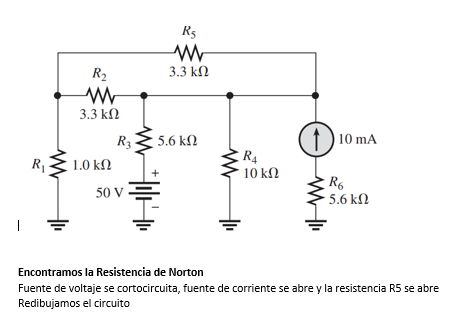 R5
3.3 kΩ
R2
3.3 kΩ
R3 5.6 kΩ
10 mA
R1 1.0 kΩ
R4
10 kΩ
+
50 V
R6
5.6 kΩ
–
Encontramos la Resistencia de Norton
Fuente de voltaje se cortocircuita, fuente de corriente se abre y la resistencia R5 se abre
Redibujamos el circuito